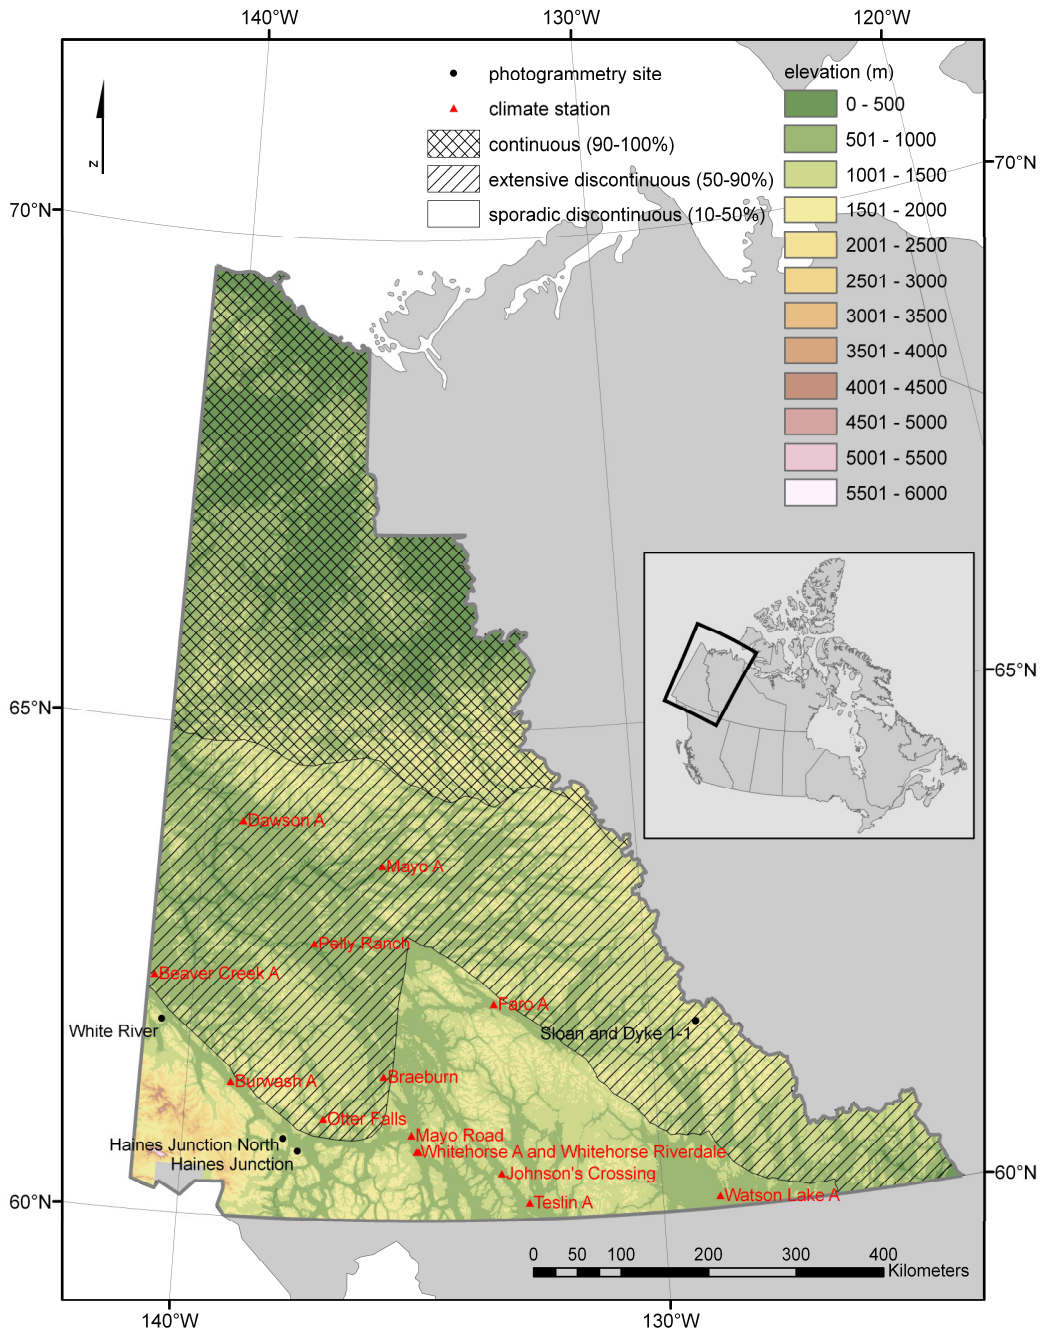 140°W
130°W
120°W
photogrammetry site
climate station
continuous (90-100%)
extensive discontinuous (50-90%)
sporadic discontinuous (10-50%)
elevation (m)
0 - 500
501 - 1000
1001 - 1500
1501 - 2000
2001 - 2500
2501 - 3000
3001 - 3500
3501 - 4000
4001 - 4500
4501 - 5000
5001 - 5500
5501 - 6000
N
70°N
70°N
65°N
65°N
Dawson A
Mayo A
Pelly Ranch
Beaver Creek A
Faro A
White River
Sloan and Dyke 1-1
Burwash A
Braeburn
Otter Falls
Mayo Road
Haines Junction North
Whitehorse A and Whitehorse Riverdale
Haines Junction
Johnson's Crossing
Watson Lake A
Teslin A
60°N
60°N
0 50 100 200 300 400
Kilometers
140°W
130°W